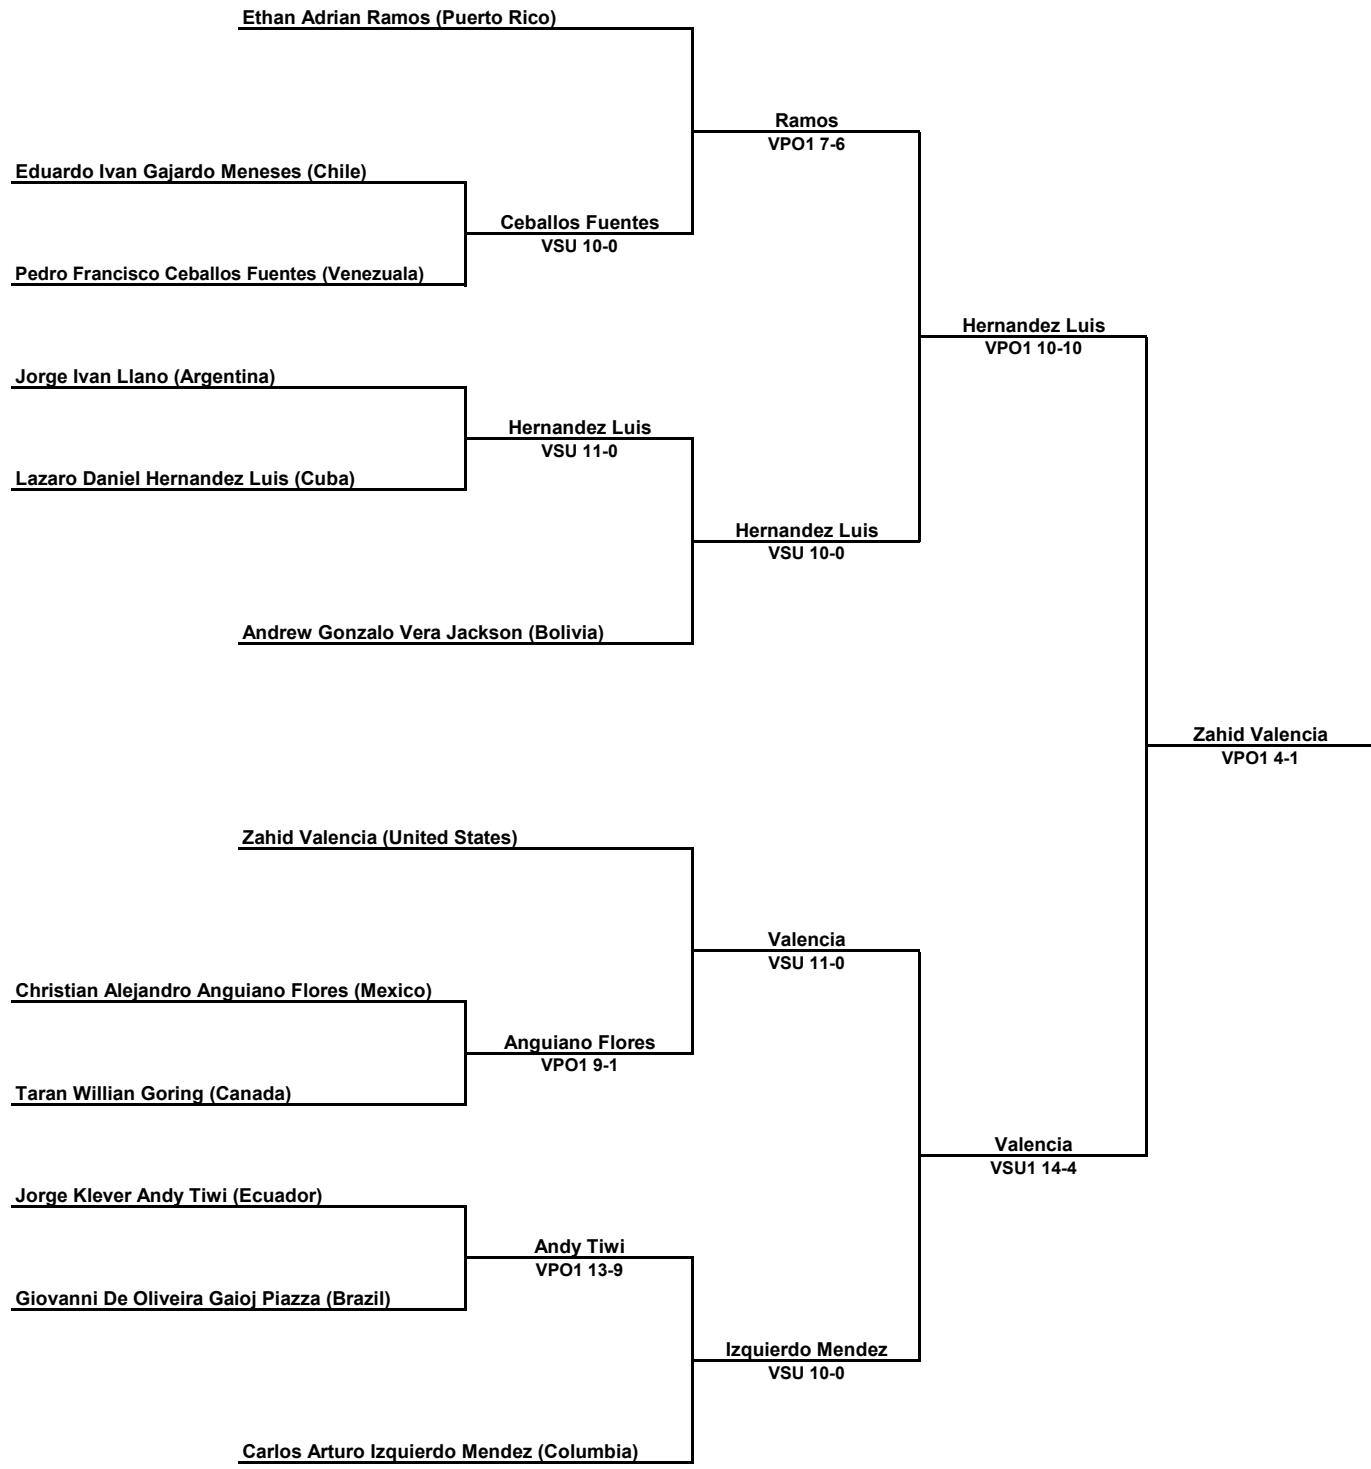 Ethan Adrian Ramos (Puerto Rico)
Ramos
VPO1 7-6
Eduardo Ivan Gajardo Meneses (Chile)
Ceballos Fuentes
VSU 10-0
Pedro Francisco Ceballos Fuentes (Venezuala)
Hernandez Luis
VPO1 10-10
Jorge Ivan Llano (Argentina)
Hernandez Luis
VSU 11-0
Lazaro Daniel Hernandez Luis (Cuba)
Hernandez Luis
VSU 10-0
Andrew Gonzalo Vera Jackson (Bolivia)
Zahid Valencia
VPO1 4-1
Zahid Valencia (United States)
Valencia
VSU 11-0
Christian Alejandro Anguiano Flores (Mexico)
Anguiano Flores
VPO1 9-1
Taran Willian Goring (Canada)
Valencia
VSU1 14-4
Jorge Klever Andy Tiwi (Ecuador)
Andy Tiwi
VPO1 13-9
Giovanni De Oliveira Gaioj Piazza (Brazil)
Izquierdo Mendez
VSU 10-0
Carlos Arturo Izquierdo Mendez (Columbia)